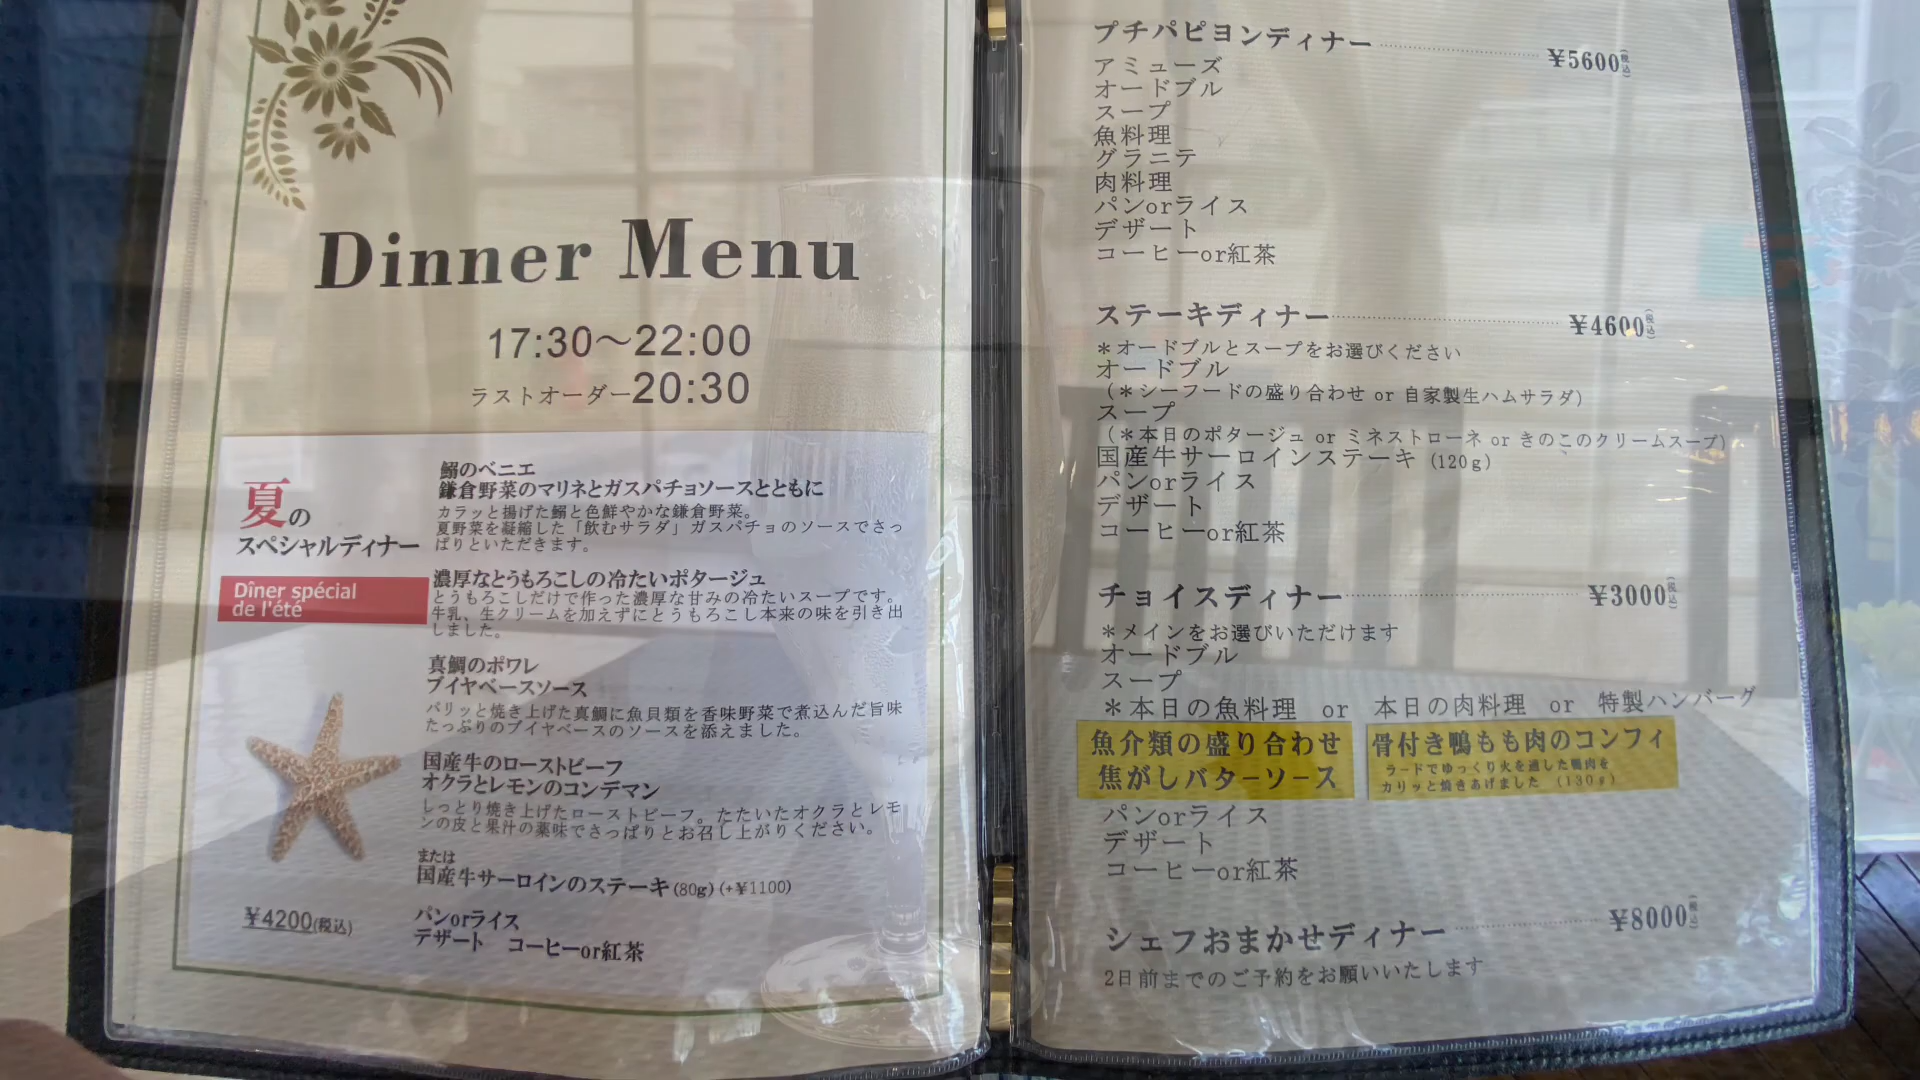 Dinner Menu
17:30～22:00
ラストオーダー20:30
夏の
スペシャルディナー
Dîner spécial
de l'été
鰯のベニエ
鎌倉野菜のマリネとガスパチョソースとともに
カラッと揚げた鰯と色鮮やかな鎌倉野菜。
夏野菜を凝縮した「飲むサラダ」ガスパチョのソースでさっ
ぱりといただきます。
濃厚なとうもろこしの冷たいポタージュ
とうもろこしだけで作った濃厚な甘みの冷たいスープです。
牛乳、生クリームを加えずにとうもろこし本来の味を引き出
しました。
真鯛のポワレ
ブイヤベースソース
パリッと焼き上げた真鯛に魚貝類を香味野菜で煮込んだ旨味
たっぷりのブイヤベースのソースを添えました。
国産牛のローストビーフ
オクラとレモンのコンデマン
しっとり焼き上げたローストビーフ。たたいたオクラとレモ
ンの皮と果汁の薬味でさっぱりとお召し上がりください。
または
国産牛サーロインのステーキ(80g)(+¥1100)
¥4200(税込)
パンorライス
デザート コーヒーor紅茶
プチパピヨンディナー ¥5600(税込)
アミューズ
オードブル
スープ
魚料理
グラニテ
肉料理
パンorライス
デザート
コーヒーor紅茶
ステーキディナー ¥4600(税込)
＊オードブルとスープをお選びください
オードブル
(＊シーフードの盛り合わせ or 自家製生ハムサラダ)
スープ
(＊本日のポタージュ or ミネストローネ or きのこのクリームスープ)
国産牛サーロインステーキ (120g)
パンorライス
デザート
コーヒーor紅茶
チョイスディナー ¥3000(税込)
＊メインをお選びいただけます
オードブル
スープ
＊本日の魚料理 or 本日の肉料理 or 特製ハンバーグ
魚介類の盛り合わせ
焦がしバターソース
骨付き鴨もも肉のコンフィ
ラードでゆっくり火を通した鴨肉を
カリッと焼きあげました (130g)
パンorライス
デザート
コーヒーor紅茶
シェフおまかせディナー ¥8000(税込)
2日前までのご予約をお願いいたします